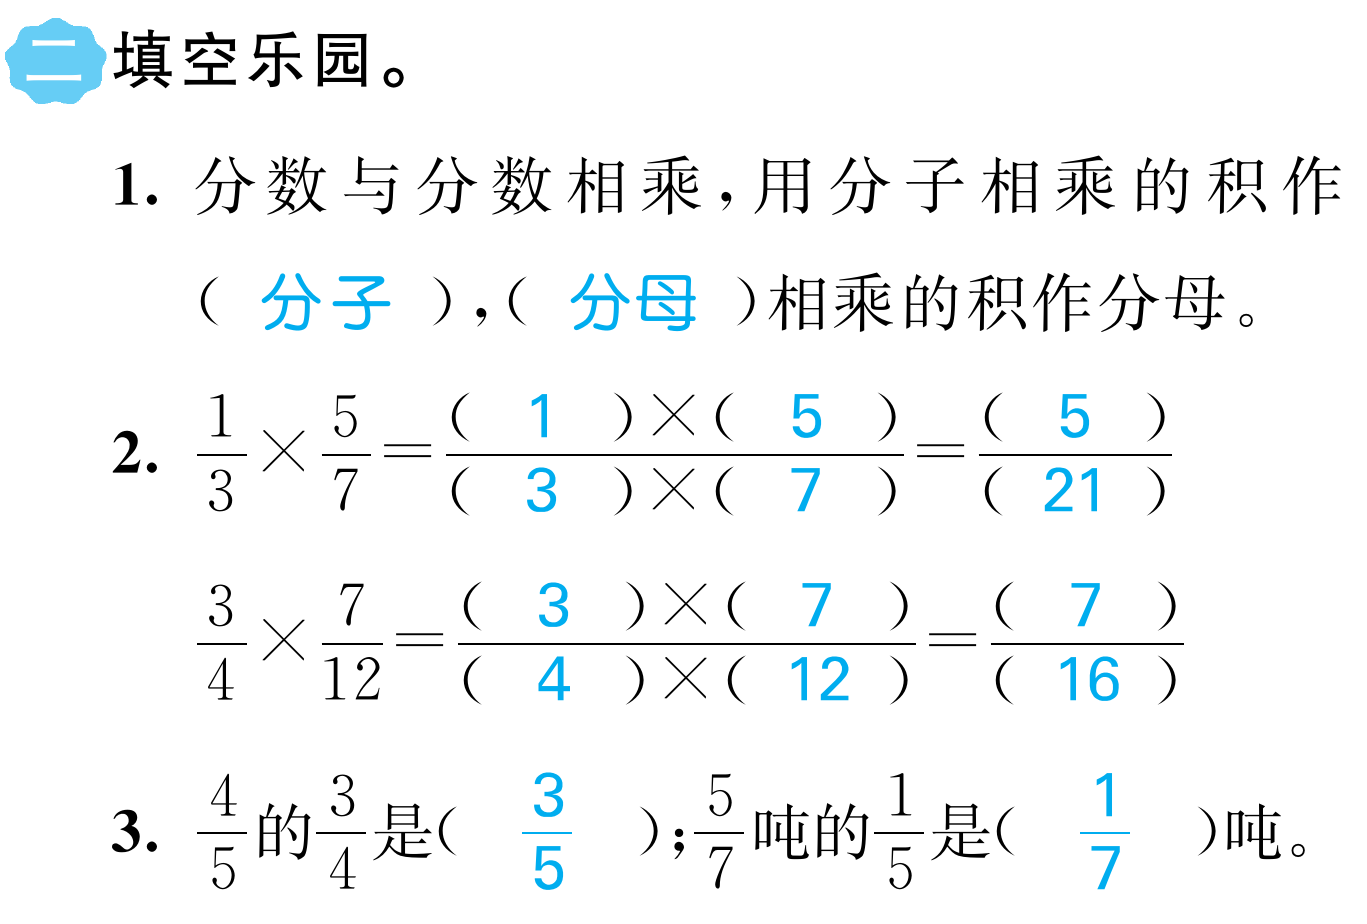 二 填空乐园。
1. 分数与分数相乘,用分子相乘的积作
( 分子 ),( 分母 )相乘的积作分母。
2. 1/3 × 5/7 = ( 1 )×( 5 )/( 3 )×( 7 ) = ( 5 )/( 21 )
3/4 × 7/12 = ( 3 )×( 7 )/( 4 )×( 12 ) = ( 7 )/( 16 )
3. 4/5的3/4是( 3/5 );5/7吨的1/5是( 1/7 )吨。